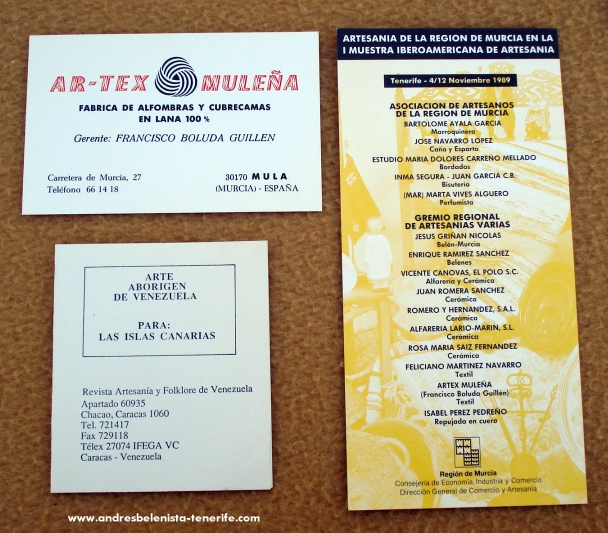 AR-TEX MULEÑA
FABRICA DE ALFOMBRAS Y CUBRECAMAS
EN LANA 100 %
Gerente: FRANCISCO BOLUDA GUILLEN
Carretera de Murcia, 27
Teléfono 66 14 18
30170 MULA
(MURCIA) - ESPAÑA
ARTE
ABORIGEN
DE VENEZUELA
PARA:
LAS ISLAS CANARIAS
Revista Artesanía y Folklore de Venezuela
Apartado 60935
Chacao, Caracas 1060
Tel. 721417
Fax 729118
Télex 27074 IFEGA VC
Caracas - Venezuela
ARTESANIA DE LA REGION DE MURCIA EN LA
I MUESTRA IBEROAMERICANA DE ARTESANIA
Tenerife - 4/12 Noviembre 1989
ASOCIACION DE ARTESANOS
DE LA REGION DE MURCIA
BARTOLOME AYALA GARCIA
Marroquinero
JOSE NAVARRO LOPEZ
Caña y Esparto
ESTUDIO MARIA DOLORES CARREÑO MELLADO
Bordados
INMA SEGURA - JUAN GARCIA C.B.
Bisutería
(MAR) MARTA VIVES ALGUERO
Perfumista
GREMIO REGIONAL
DE ARTESANIAS VARIAS
JESUS GRIÑAN NICOLAS
Belén-Murcia
ENRIQUE RAMIREZ SANCHEZ
Belenes
VICENTE CANOVAS, EL POLO S.C.
Alfarería y Cerámica
JUAN ROMERA SANCHEZ
Cerámica
ROMERO Y HERNANDEZ, S.A.L.
Cerámica
ALFARERIA LARIO-MARIN, S.L.
Cerámica
ROSA MARIA SAIZ FERNANDEZ
Cerámica
FELICIANO MARTINEZ NAVARRO
Textil
ARTEX MULEÑA
(Francisco Boluda Guillén)
Textil
ISABEL PEREZ PEDREÑO
Repujado en cuero
Región de Murcia
Consejería de Economía, Industria y Comercio
Dirección General de Comercio y Artesanía
www.andresbelenista-tenerife.com